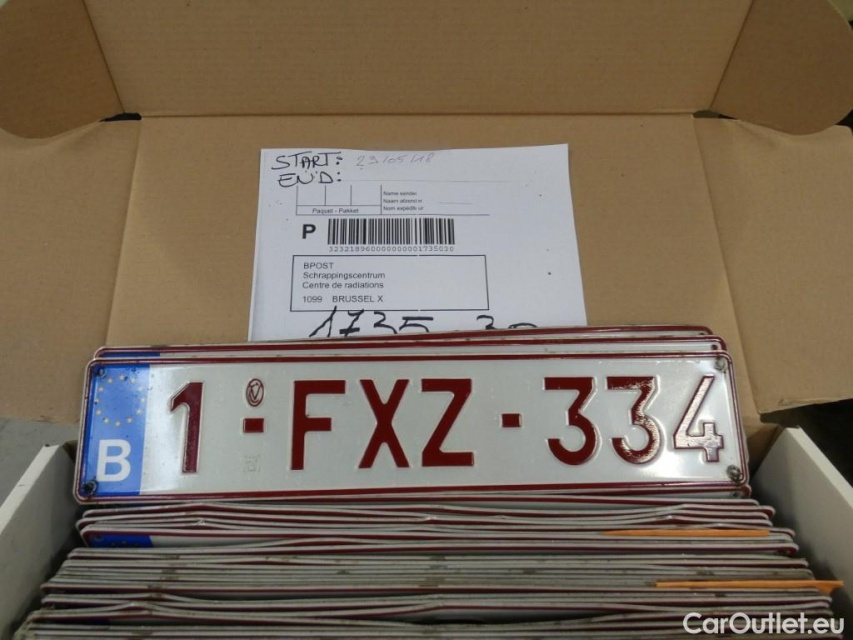 START: 23/05/18
END:
Name sender
Naam afzender
Nom expéditeur
Paquet - Pakket
P
BPOST
Schrappingscentrum
Centre de radiations
1099 BRUSSEL X
1735
B 1-FXZ-334
CarOutlet.eu